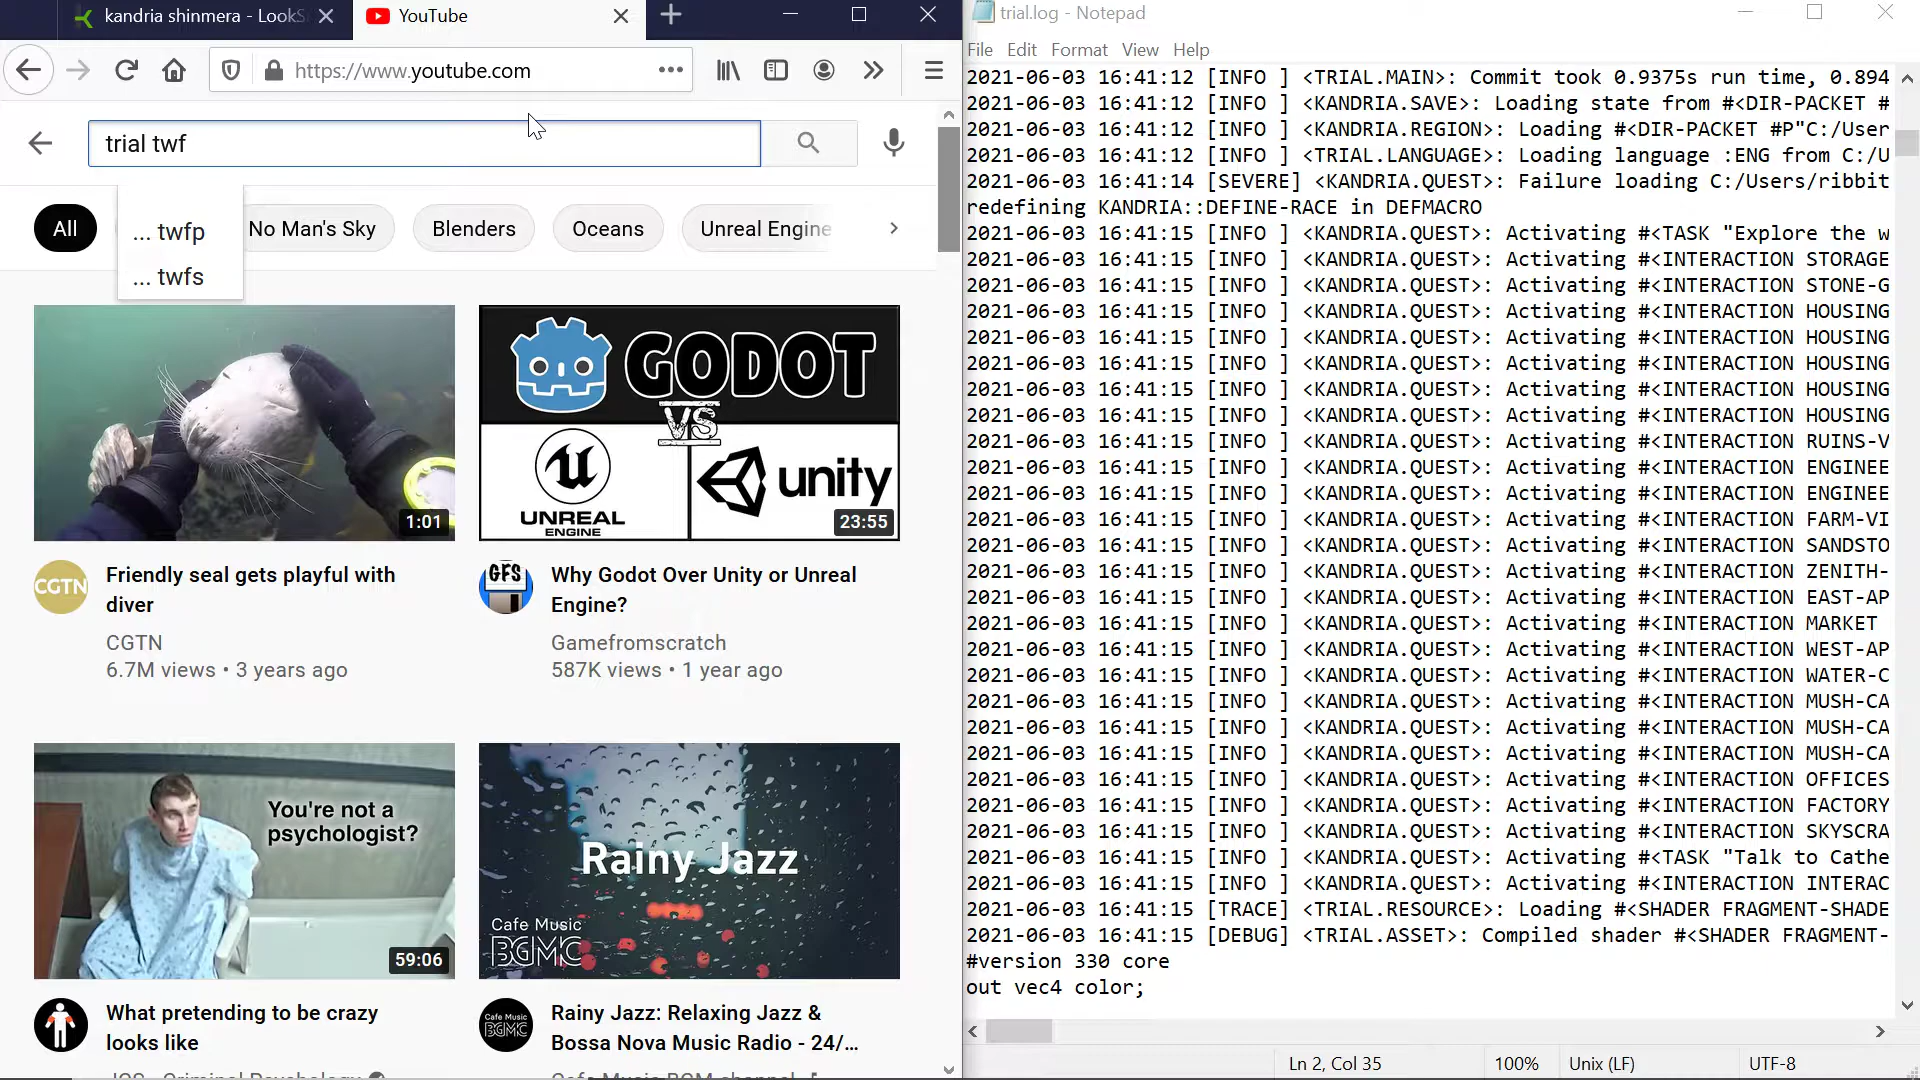 kandria shinmera - LookS
YouTube
https://www.youtube.com
trial twf
... twfp
... twfs
All
No Man's Sky
Blenders
Oceans
Unreal Engine
1:01
GODOT
VS
UNREAL
ENGINE
unity
23:55
CGTN
Friendly seal gets playful with
diver
CGTN
6.7M views • 3 years ago
GFS
Why Godot Over Unity or Unreal
Engine?
Gamefromscratch
587K views • 1 year ago
You're not a
psychologist?
59:06
Rainy Jazz
Cafe Music
BGMC
What pretending to be crazy
looks like
JCS - Criminal Psychology
Cafe Music
BGMC
Rainy Jazz: Relaxing Jazz &
Bossa Nova Music Radio - 24/...
Cafe Music BGM channel
trial.log - Notepad
File Edit Format View Help
2021-06-03 16:41:12 [INFO ] <TRIAL.MAIN>: Commit took 0.9375s run time, 0.894
2021-06-03 16:41:12 [INFO ] <KANDRIA.SAVE>: Loading state from #<DIR-PACKET #
2021-06-03 16:41:12 [INFO ] <KANDRIA.REGION>: Loading #<DIR-PACKET #P"C:/User
2021-06-03 16:41:12 [INFO ] <TRIAL.LANGUAGE>: Loading language :ENG from C:/U
2021-06-03 16:41:14 [SEVERE] <KANDRIA.QUEST>: Failure loading C:/Users/ribbit
redefining KANDRIA::DEFINE-RACE in DEFMACRO
2021-06-03 16:41:15 [INFO ] <KANDRIA.QUEST>: Activating #<TASK "Explore the w
2021-06-03 16:41:15 [INFO ] <KANDRIA.QUEST>: Activating #<INTERACTION STORAGE
2021-06-03 16:41:15 [INFO ] <KANDRIA.QUEST>: Activating #<INTERACTION STONE-G
2021-06-03 16:41:15 [INFO ] <KANDRIA.QUEST>: Activating #<INTERACTION HOUSING
2021-06-03 16:41:15 [INFO ] <KANDRIA.QUEST>: Activating #<INTERACTION HOUSING
2021-06-03 16:41:15 [INFO ] <KANDRIA.QUEST>: Activating #<INTERACTION HOUSING
2021-06-03 16:41:15 [INFO ] <KANDRIA.QUEST>: Activating #<INTERACTION HOUSING
2021-06-03 16:41:15 [INFO ] <KANDRIA.QUEST>: Activating #<INTERACTION HOUSING
2021-06-03 16:41:15 [INFO ] <KANDRIA.QUEST>: Activating #<INTERACTION RUINS-V
2021-06-03 16:41:15 [INFO ] <KANDRIA.QUEST>: Activating #<INTERACTION ENGINEE
2021-06-03 16:41:15 [INFO ] <KANDRIA.QUEST>: Activating #<INTERACTION ENGINEE
2021-06-03 16:41:15 [INFO ] <KANDRIA.QUEST>: Activating #<INTERACTION FARM-VI
2021-06-03 16:41:15 [INFO ] <KANDRIA.QUEST>: Activating #<INTERACTION SANDSTO
2021-06-03 16:41:15 [INFO ] <KANDRIA.QUEST>: Activating #<INTERACTION ZENITH-
2021-06-03 16:41:15 [INFO ] <KANDRIA.QUEST>: Activating #<INTERACTION EAST-AP
2021-06-03 16:41:15 [INFO ] <KANDRIA.QUEST>: Activating #<INTERACTION MARKET
2021-06-03 16:41:15 [INFO ] <KANDRIA.QUEST>: Activating #<INTERACTION WEST-AP
2021-06-03 16:41:15 [INFO ] <KANDRIA.QUEST>: Activating #<INTERACTION WATER-C
2021-06-03 16:41:15 [INFO ] <KANDRIA.QUEST>: Activating #<INTERACTION MUSH-CA
2021-06-03 16:41:15 [INFO ] <KANDRIA.QUEST>: Activating #<INTERACTION MUSH-CA
2021-06-03 16:41:15 [INFO ] <KANDRIA.QUEST>: Activating #<INTERACTION MUSH-CA
2021-06-03 16:41:15 [INFO ] <KANDRIA.QUEST>: Activating #<INTERACTION OFFICES
2021-06-03 16:41:15 [INFO ] <KANDRIA.QUEST>: Activating #<INTERACTION FACTORY
2021-06-03 16:41:15 [INFO ] <KANDRIA.QUEST>: Activating #<INTERACTION SKYSCRA
2021-06-03 16:41:15 [INFO ] <KANDRIA.QUEST>: Activating #<TASK "Talk to Cathe
2021-06-03 16:41:15 [INFO ] <KANDRIA.QUEST>: Activating #<INTERACTION INTERAC
2021-06-03 16:41:15 [TRACE] <TRIAL.RESOURCE>: Loading #<SHADER FRAGMENT-SHADE
2021-06-03 16:41:15 [DEBUG] <TRIAL.ASSET>: Compiled shader #<SHADER FRAGMENT-
#version 330 core
out vec4 color;
Ln 2, Col 35
100%
Unix (LF)
UTF-8